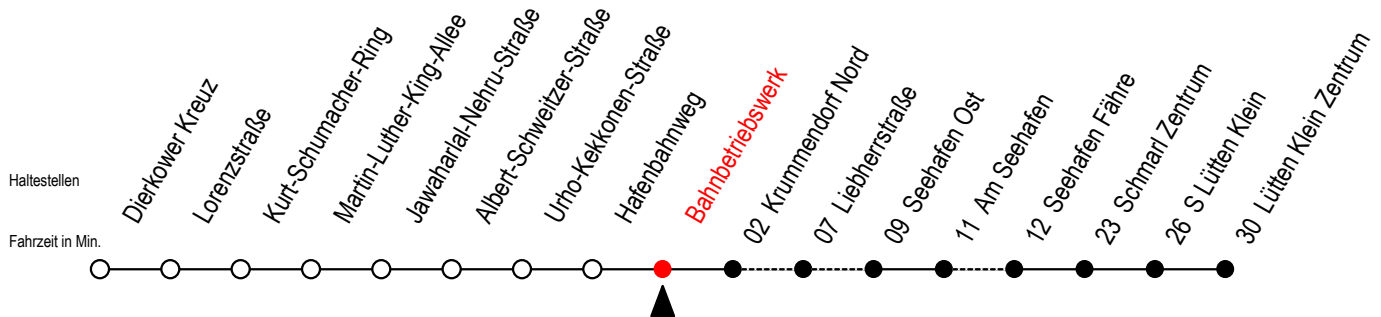 Haltestellen
Fahrzeit in Min.
Dierkower Kreuz
Lorenzstraße
Kurt-Schumacher-Ring
Martin-Luther-King-Allee
Jawaharlal-Nehru-Straße
Albert-Schweitzer-Straße
Urho-Kekkonen-Straße
Hafenbahnweg
Bahnbetriebswerk
02 Krummendorf Nord
07 Liebherrstraße
09 Seehafen Ost
11 Am Seehafen
12 Seehafen Fähre
23 Schmarl Zentrum
26 S Lütten Klein
30 Lütten Klein Zentrum